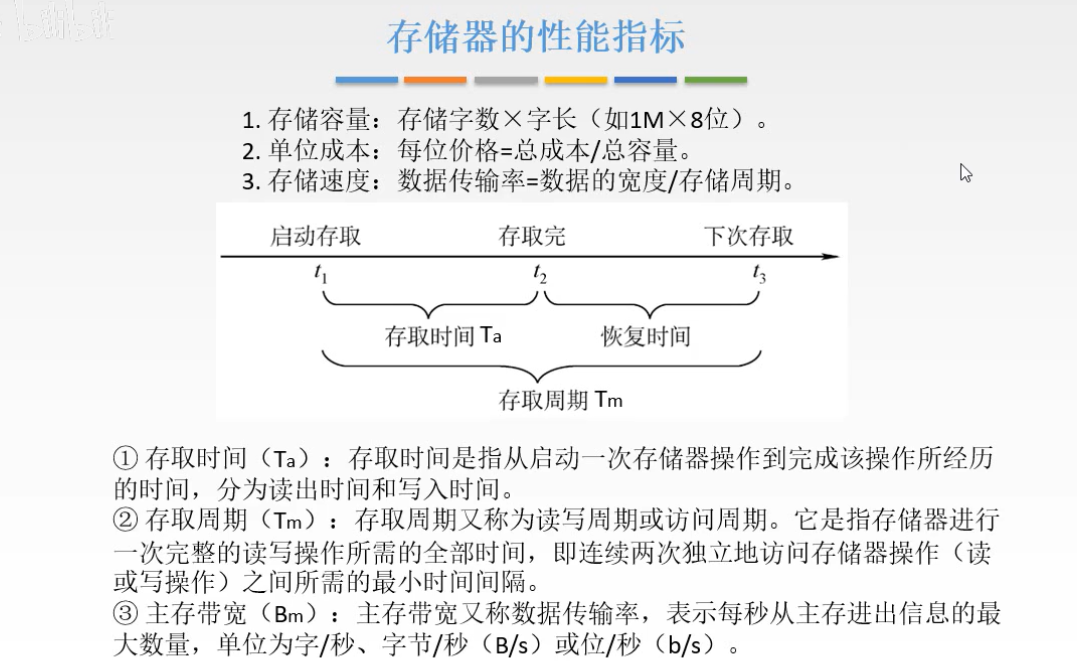 存储器的性能指标
1. 存储容量：存储字数×字长（如1M×8位）。
2. 单位成本：每位价格=总成本/总容量。
3. 存储速度：数据传输率=数据的宽度/存储周期。
启动存取 存取完 下次存取
t1 t2 t3
存取时间 Ta 恢复时间
存取周期 Tm
① 存取时间（Ta）：存取时间是指从启动一次存储器操作到完成该操作所经历
的时间，分为读出时间和写入时间。
② 存取周期（Tm）：存取周期又称为读写周期或访问周期。它是指存储器进行
一次完整的读写操作所需的全部时间，即连续两次独立地访问存储器操作（读
或写操作）之间所需的最小时间间隔。
③ 主存带宽（Bm）：主存带宽又称数据传输率，表示每秒从主存进出信息的最
大数量，单位为字/秒、字节/秒（B/s）或位/秒（b/s）。